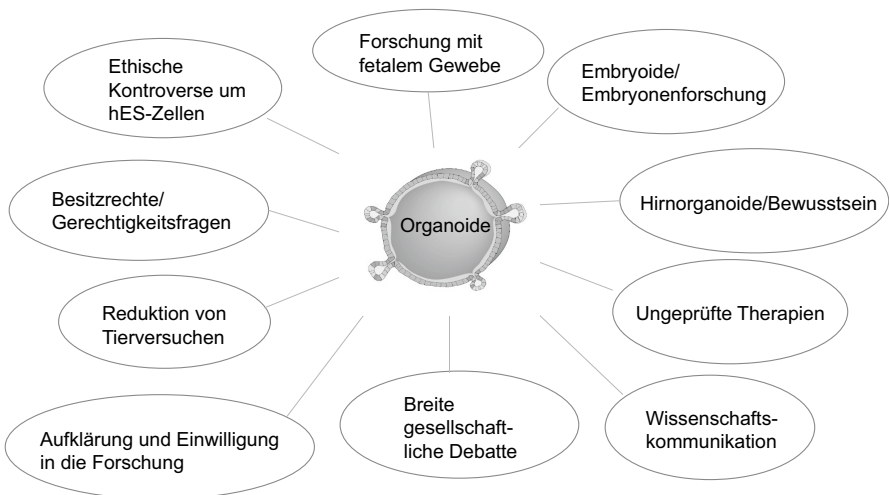 Forschung mit
fetalem Gewebe
Ethische
Kontroverse um
hES-Zellen
Embryoide/
Embryonenforschung
Besitzrechte/
Gerechtigkeitsfragen
Organoide
Hirnorganoide/Bewusstsein
Reduktion von
Tierversuchen
Ungeprüfte Therapien
Aufklärung und Einwilligung
in die Forschung
Breite
gesellschaft-
liche Debatte
Wissenschafts-
kommunikation